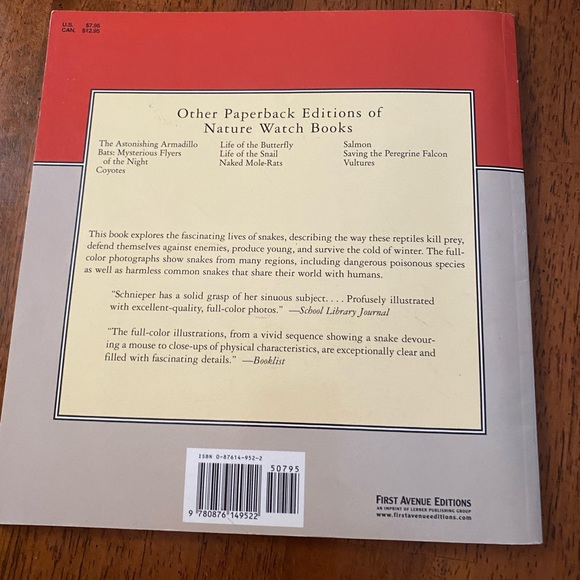 U.S. $7.95
CAN. $12.95
Other Paperback Editions of
Nature Watch Books
The Astonishing Armadillo
Bats: Mysterious Flyers
of the Night
Coyotes
Life of the Butterfly
Life of the Snail
Naked Mole-Rats
Salmon
Saving the Peregrine Falcon
Vultures
This book explores the fascinating lives of snakes, describing the way these reptiles kill prey,
defend themselves against enemies, produce young, and survive the cold of winter. The full-
color photographs show snakes from many regions, including dangerous poisonous species
as well as harmless common snakes that share their world with humans.
"Schnieper has a solid grasp of her sinuous subject. . . . Profusely illustrated
with excellent-quality, full-color photos." —School Library Journal
"The full-color illustrations, from a vivid sequence showing a snake devour-
ing a mouse to close-ups of physical characteristics, are exceptionally clear and
filled with fascinating details." —Booklist
ISBN 0-87614-952-2
50795
9 780876 149522
FIRST AVENUE EDITIONS
AN IMPRINT OF LERNER PUBLISHING GROUP
www.firstavenueeditions.com